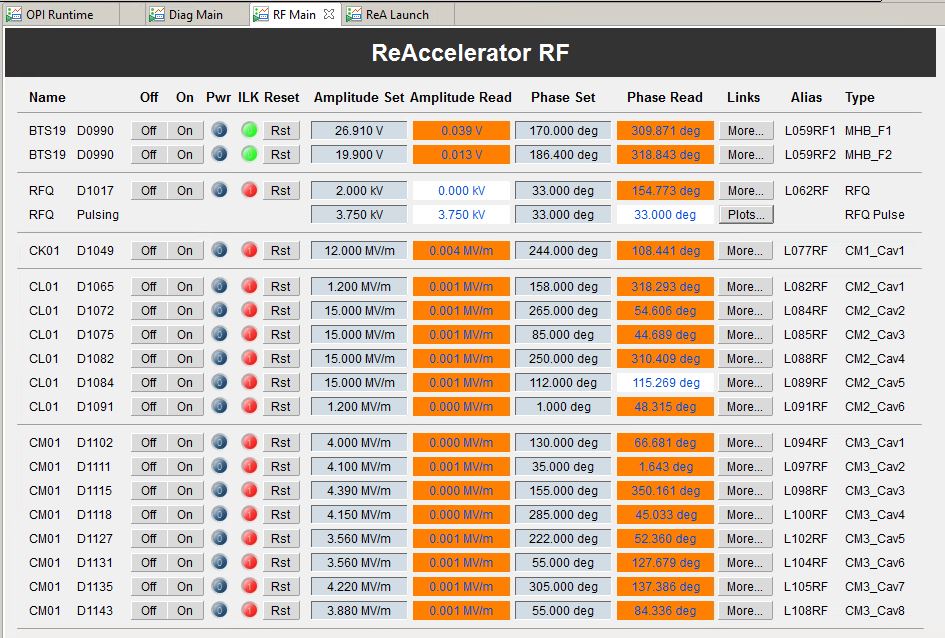 OPI Runtime Diag Main RF Main ReA Launch
ReAccelerator RF
Name Off On Pwr ILK Reset Amplitude Set Amplitude Read Phase Set Phase Read Links Alias Type
BTS19 D0990 Off On 0 0 Rst 26.910 V 0.039 V 170.000 deg 309.871 deg More... L059RF1 MHB_F1
BTS19 D0990 Off On 0 0 Rst 19.900 V 0.013 V 186.400 deg 318.843 deg More... L059RF2 MHB_F2
RFQ D1017 Off On 0 1 Rst 2.000 kV 0.000 kV 33.000 deg 154.773 deg More... L062RF RFQ
RFQ Pulsing 3.750 kV 3.750 kV 33.000 deg 33.000 deg Plots... RFQ Pulse
CK01 D1049 Off On 0 1 Rst 12.000 MV/m 0.004 MV/m 244.000 deg 108.441 deg More... L077RF CM1_Cav1
CL01 D1065 Off On 0 1 Rst 1.200 MV/m 0.001 MV/m 158.000 deg 318.293 deg More... L082RF CM2_Cav1
CL01 D1072 Off On 0 1 Rst 15.000 MV/m 0.001 MV/m 265.000 deg 54.606 deg More... L084RF CM2_Cav2
CL01 D1075 Off On 0 1 Rst 15.000 MV/m 0.001 MV/m 85.000 deg 44.689 deg More... L085RF CM2_Cav3
CL01 D1082 Off On 0 1 Rst 15.000 MV/m 0.001 MV/m 250.000 deg 310.409 deg More... L088RF CM2_Cav4
CL01 D1084 Off On 0 1 Rst 15.000 MV/m 0.001 MV/m 112.000 deg 115.269 deg More... L089RF CM2_Cav5
CL01 D1091 Off On 0 1 Rst 1.200 MV/m 0.000 MV/m 1.000 deg 48.315 deg More... L091RF CM2_Cav6
CM01 D1102 Off On 0 1 Rst 4.000 MV/m 0.000 MV/m 130.000 deg 66.681 deg More... L094RF CM3_Cav1
CM01 D1111 Off On 0 1 Rst 4.100 MV/m 0.001 MV/m 35.000 deg 1.643 deg More... L097RF CM3_Cav2
CM01 D1115 Off On 0 1 Rst 4.390 MV/m 0.000 MV/m 155.000 deg 350.161 deg More... L098RF CM3_Cav3
CM01 D1118 Off On 0 1 Rst 4.150 MV/m 0.000 MV/m 285.000 deg 45.033 deg More... L100RF CM3_Cav4
CM01 D1127 Off On 0 1 Rst 3.560 MV/m 0.001 MV/m 222.000 deg 52.360 deg More... L102RF CM3_Cav5
CM01 D1131 Off On 0 1 Rst 3.560 MV/m 0.001 MV/m 55.000 deg 127.679 deg More... L104RF CM3_Cav6
CM01 D1135 Off On 0 1 Rst 4.220 MV/m 0.001 MV/m 305.000 deg 137.386 deg More... L105RF CM3_Cav7
CM01 D1143 Off On 0 1 Rst 3.880 MV/m 0.001 MV/m 55.000 deg 84.336 deg More... L108RF CM3_Cav8